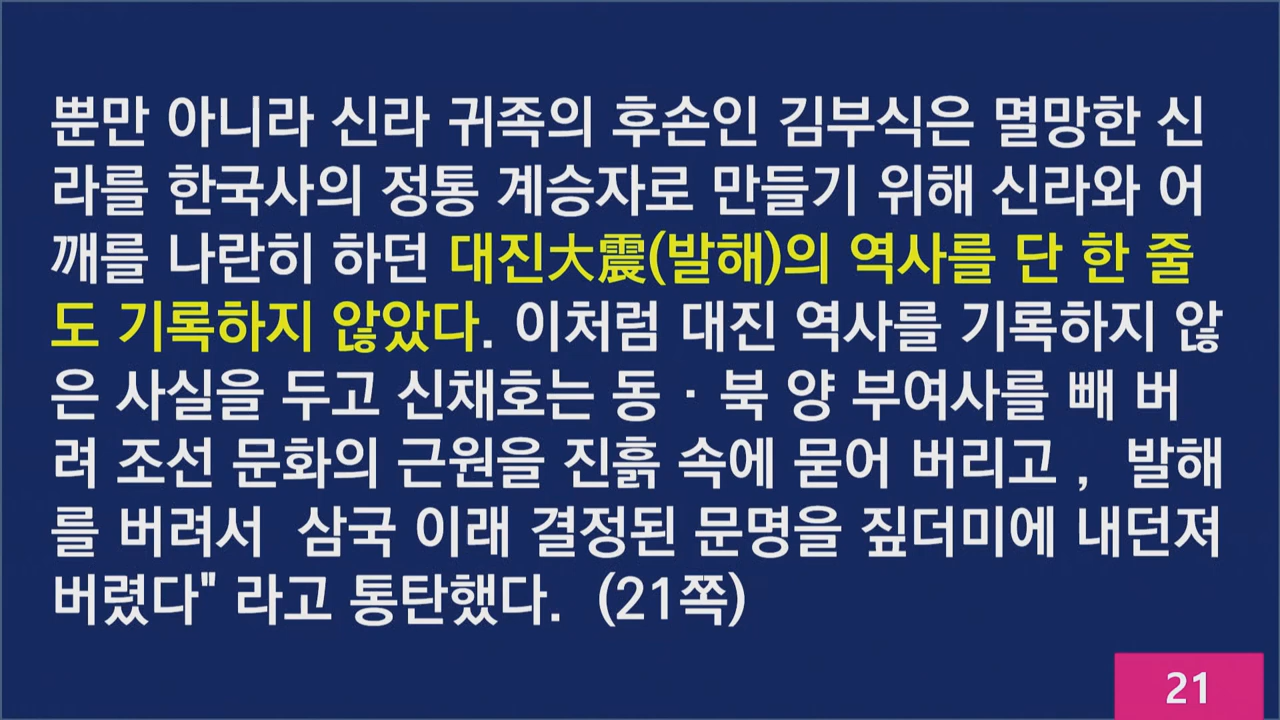 뿐만 아니라 신라 귀족의 후손인 김부식은 멸망한 신
라를 한국사의 정통 계승자로 만들기 위해 신라와 어
깨를 나란히 하던 대진大震(발해)의 역사를 단 한 줄
도 기록하지 않았다. 이처럼 대진 역사를 기록하지 않
은 사실을 두고 신채호는 동 · 북 양 부여사를 빼 버
려 조선 문화의 근원을 진흙 속에 묻어 버리고 , 발해
를 버려서 삼국 이래 결정된 문명을 짚더미에 내던져
버렸다" 라고 통탄했다. (21쪽)
21